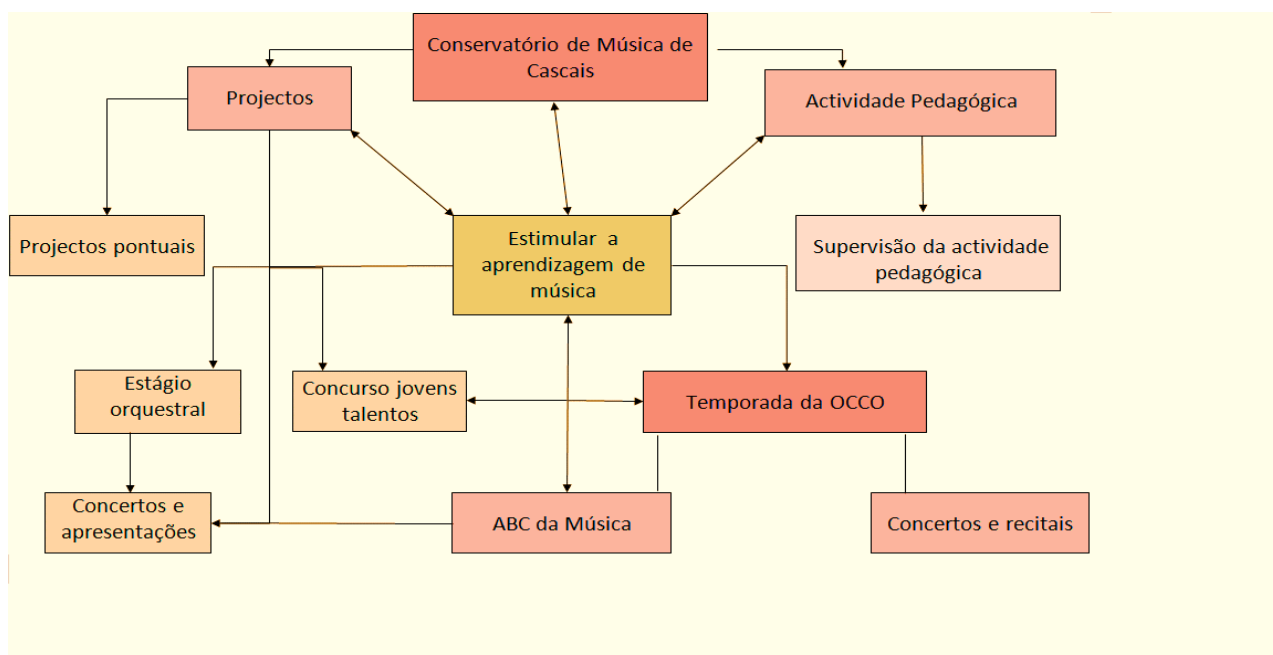 Conservatório de Música de
Cascais
Projectos
Actividade Pedagógica
Projectos pontuais
Estimular a
aprendizagem de
música
Supervisão da actividade
pedagógica
Estágio
orquestral
Concurso jovens
talentos
Temporada da OCCO
Concertos e
apresentações
ABC da Música
Concertos e recitais